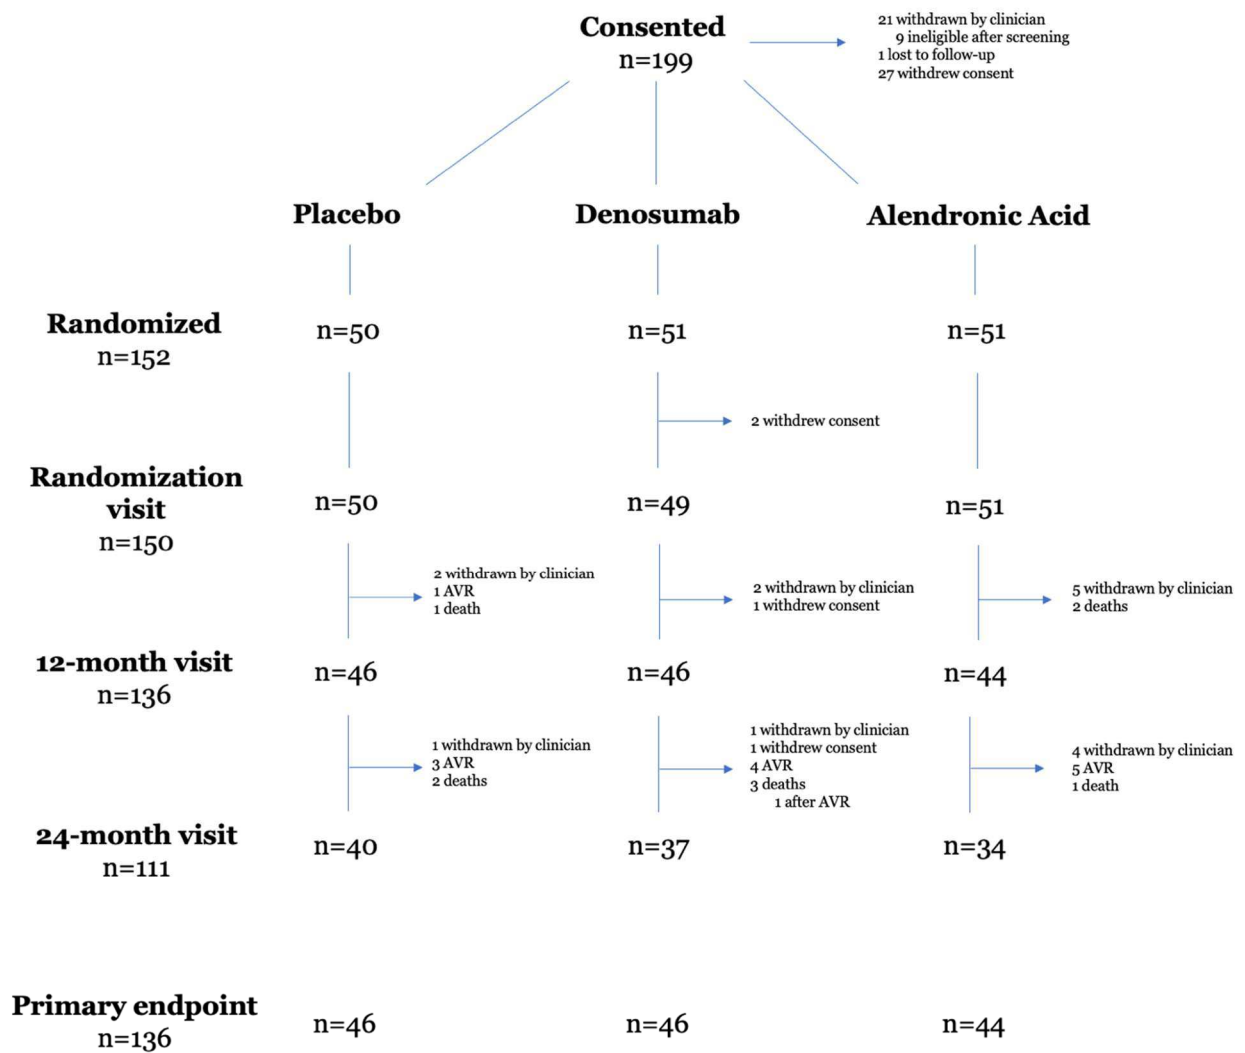 Consented
n=199
21 withdrawn by clinician
9 ineligible after screening
1 lost to follow-up
27 withdrew consent
Placebo
Denosumab
Alendronic Acid
Randomized
n=152
n=50
n=51
n=51
2 withdrew consent
Randomization
visit
n=150
n=50
n=49
n=51
2 withdrawn by clinician
1 AVR
1 death
2 withdrawn by clinician
1 withdrew consent
5 withdrawn by clinician
2 deaths
12-month visit
n=136
n=46
n=46
n=44
1 withdrawn by clinician
3 AVR
2 deaths
1 withdrawn by clinician
1 withdrew consent
4 AVR
3 deaths
1 after AVR
4 withdrawn by clinician
5 AVR
1 death
24-month visit
n=111
n=40
n=37
n=34
Primary endpoint
n=136
n=46
n=46
n=44